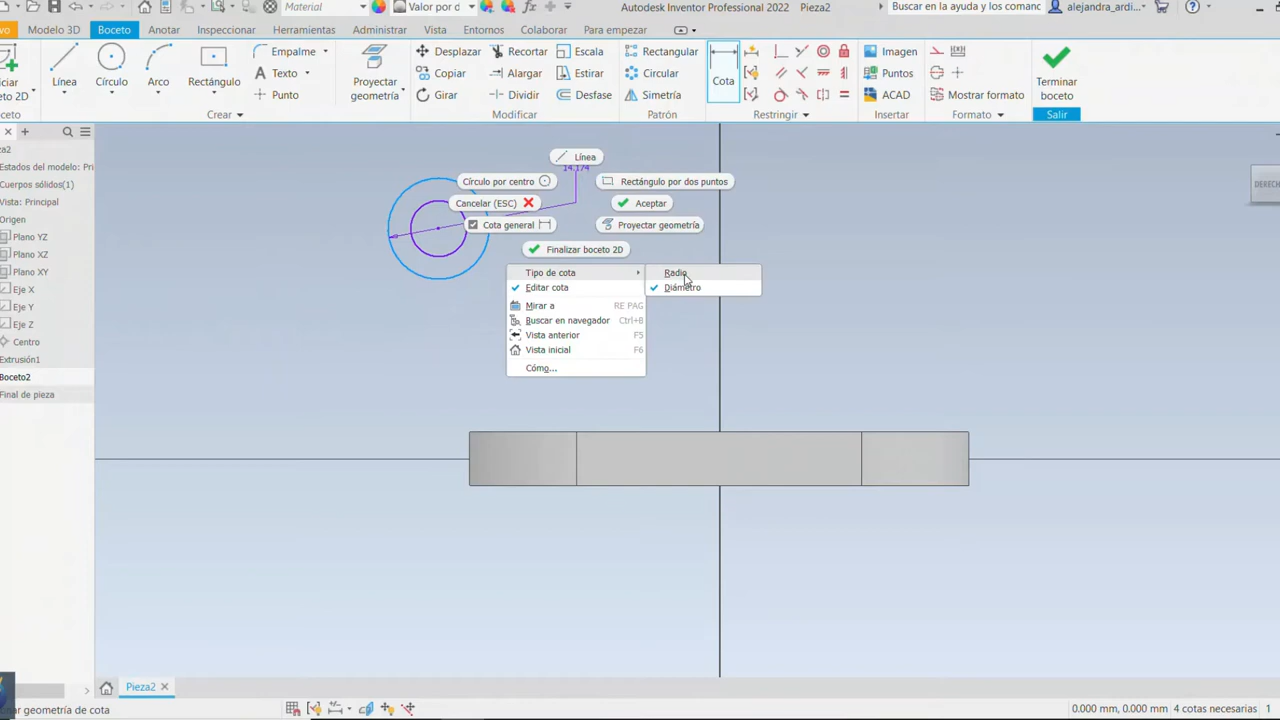 Material
Valor por d
Autodesk Inventor Professional 2022
Pieza2
Buscar en la ayuda y los comanc
alejandra_ardi...
Modelo 3D
Boceto
Anotar
Inspeccionar
Herramientas
Administrar
Vista
Entornos
Colaborar
Para empezar
Línea
Círculo
Arco
Rectángulo
Empalme
Texto
Punto
Proyectar
geometría
Desplazar
Copiar
Girar
Recortar
Alargar
Dividir
Escala
Estirar
Desfase
Rectangular
Circular
Simetría
Cota
Imagen
Puntos
ACAD
Mostrar formato
Terminar
boceto
Crear
Modificar
Patrón
Restringir
Insertar
Formato
Salir
Estados del modelo: Pri
Cuerpos sólidos(1)
Vista: Principal
Origen
Plano YZ
Plano XZ
Plano XY
Eje X
Eje Y
Eje Z
Centro
Extrusión1
Boceto2
Final de pieza
Línea
14.174
Círculo por centro
Rectángulo por dos puntos
Cancelar (ESC)
Aceptar
Cota general
Proyectar geometría
Finalizar boceto 2D
Tipo de cota
Radio
Editar cota
Diámetro
Mirar a RE PAG
Buscar en navegador Ctrl+B
Vista anterior F5
Vista inicial F6
Cómo...
DERECH
Pieza2
nar geometría de cota
0.000 mm, 0.000 mm
4 cotas necesarias
1